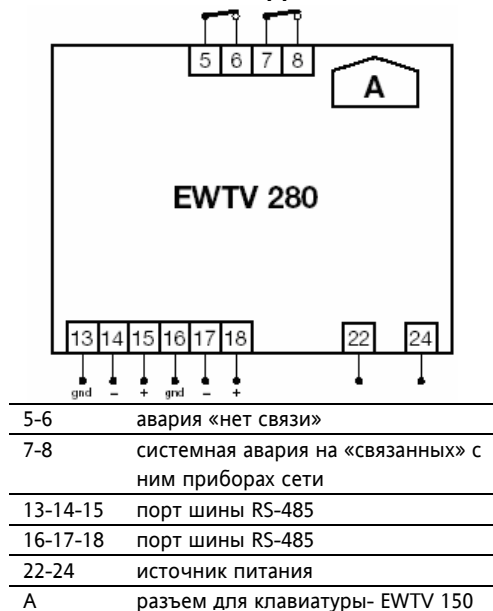 5 6 7 8
A
EWTV 280
13 14 15 16 17 18 22 24
gnd – + gnd – +
5-6 авария «нет связи»
7-8 системная авария на «связанных» с
ним приборах сети
13-14-15 порт шины RS-485
16-17-18 порт шины RS-485
22-24 источник питания
A разъем для клавиатуры- EWTV 150